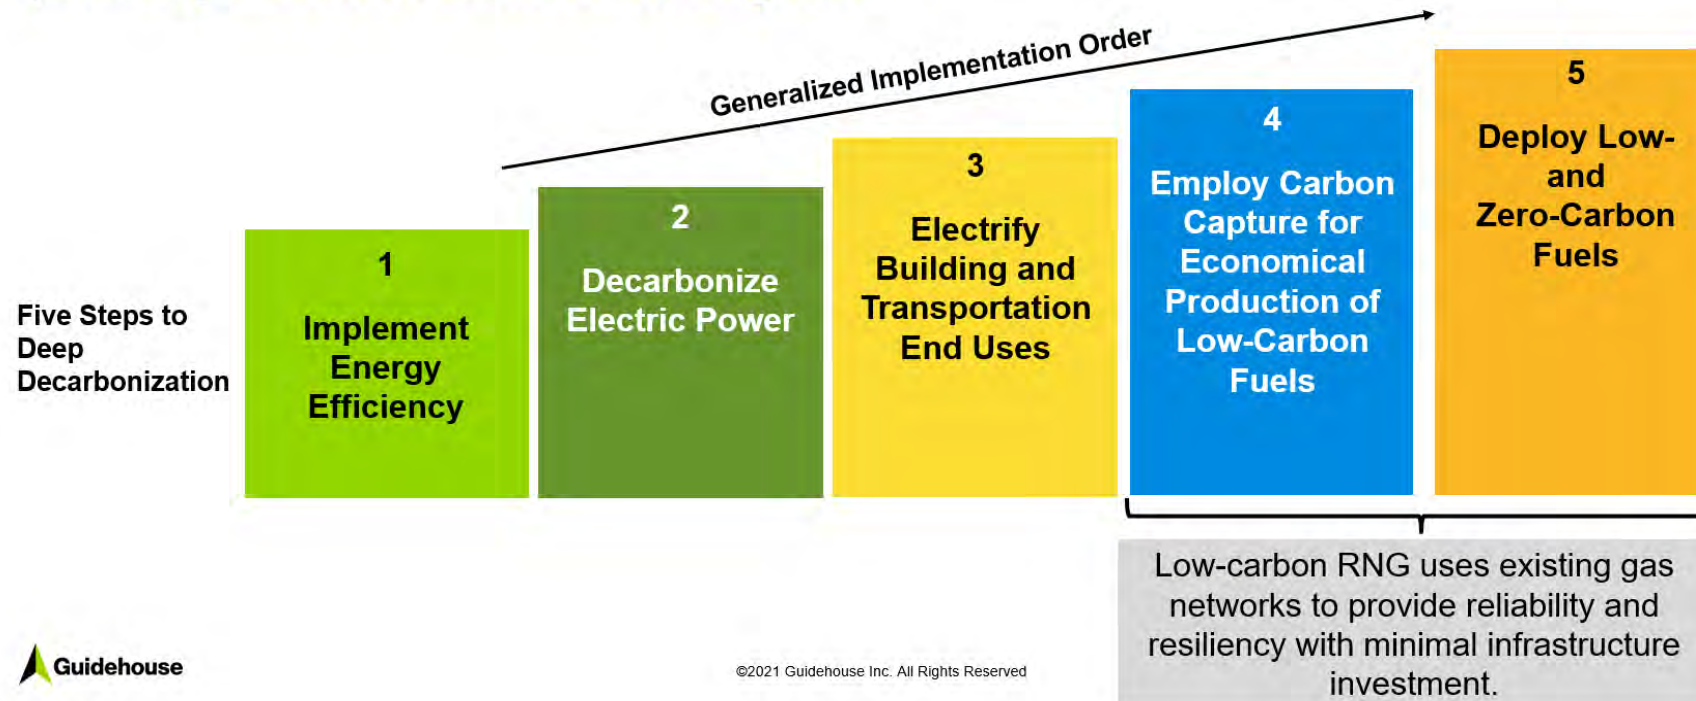 Generalized Implementation Order
Five Steps to
Deep
Decarbonization
1
Implement
Energy
Efficiency
2
Decarbonize
Electric Power
3
Electrify
Building and
Transportation
End Uses
4
Employ Carbon
Capture for
Economical
Production of
Low-Carbon
Fuels
5
Deploy Low-
and
Zero-Carbon
Fuels
Low-carbon RNG uses existing gas
networks to provide reliability and
resiliency with minimal infrastructure
investment.
Guidehouse
©2021 Guidehouse Inc. All Rights Reserved